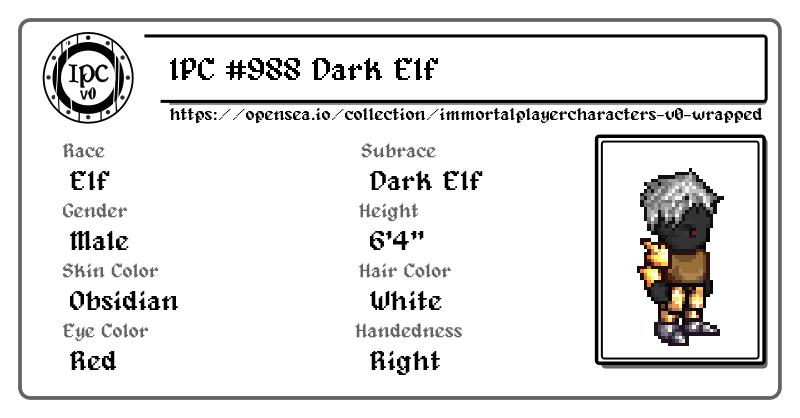 IPC v0
IPC #988 Dark Elf
https://opensea.io/collection/immortalplayercharacters-v0-wrapped
Race
Subrace
Elf
Dark Elf
Gender
Height
Male
6'4"
Skin Color
Hair Color
Obsidian
White
Eye Color
Handedness
Red
Right